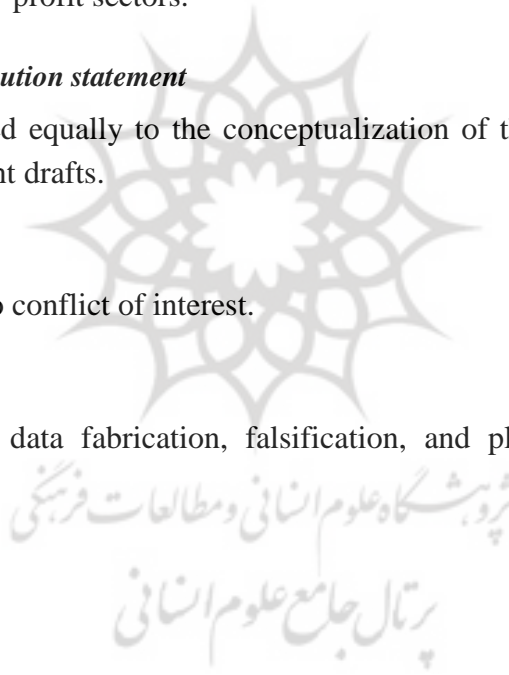 profit sectors.
ution statement
d equally to the conceptualization of t
nt drafts.
o conflict of interest.
data fabrication, falsification, and pl
پژوهشگاه علوم انسانی و مطالعات فرهنگی
پرتال جامع علوم انسانی